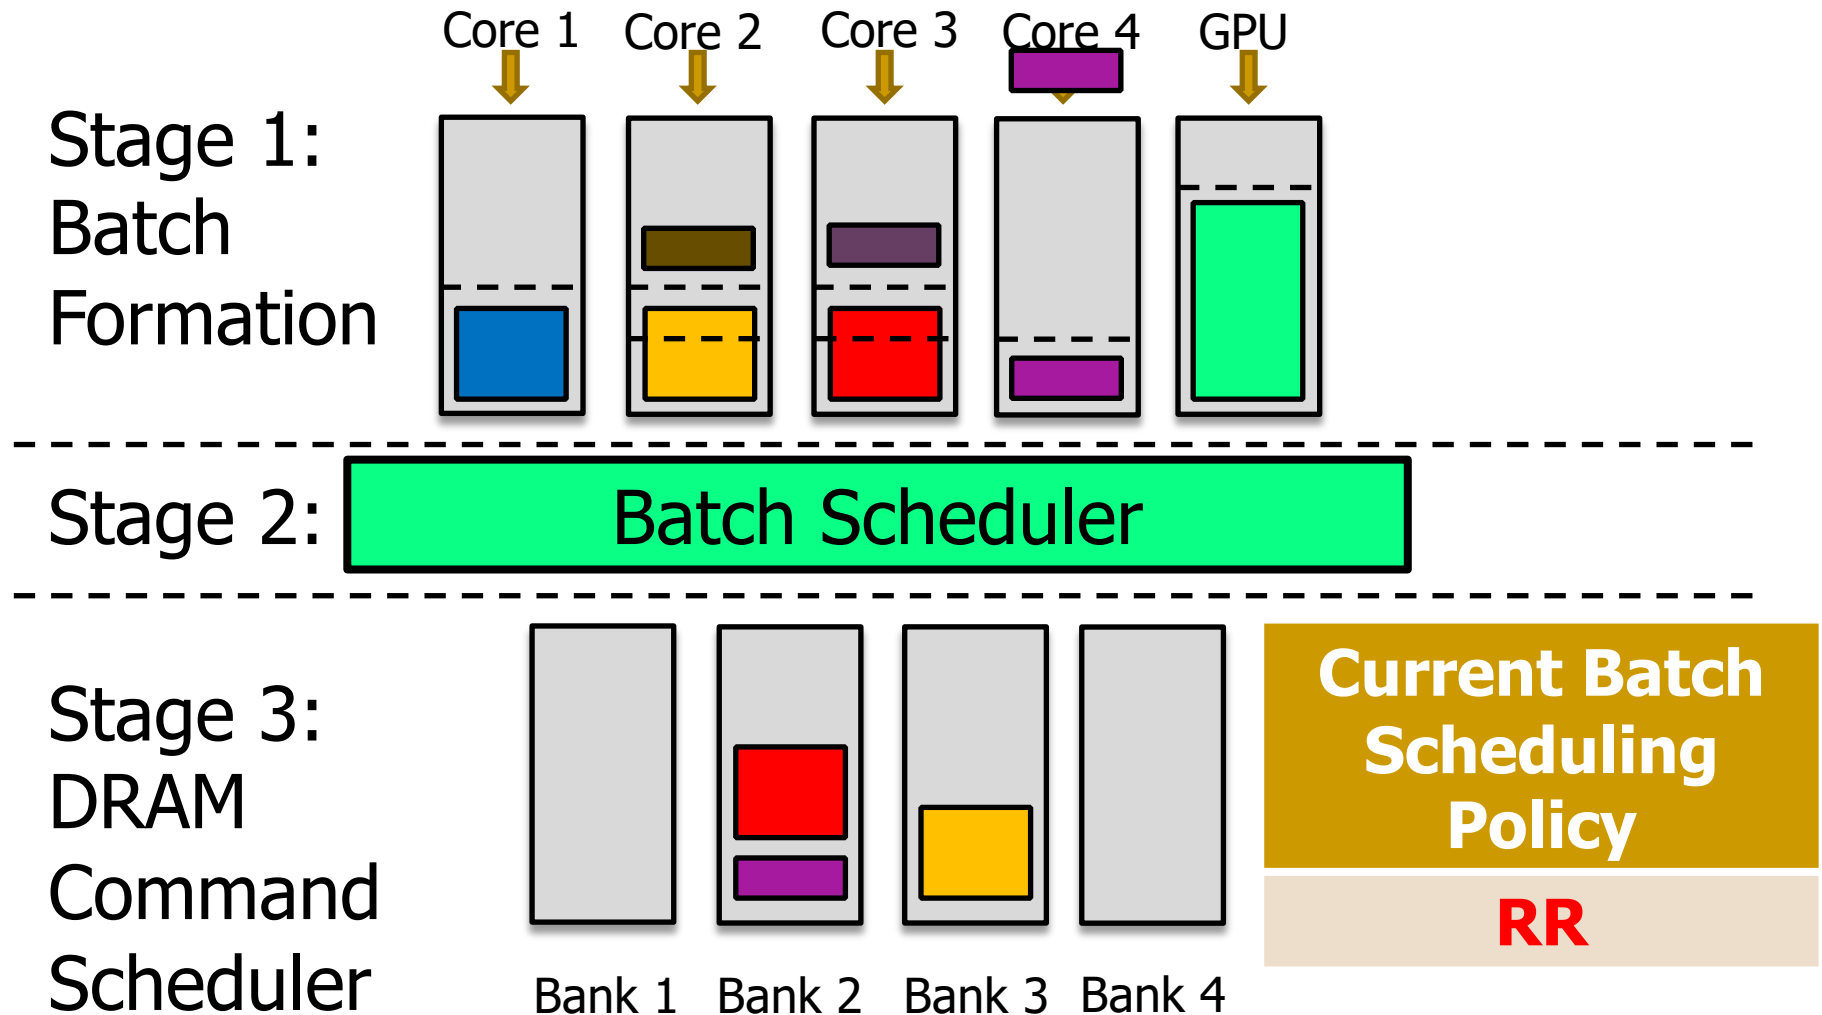 Core 1
Core 2
Core 3
Core 4
GPU
Stage 1:
Batch
Formation
Stage 2:
Batch Scheduler
Stage 3:
DRAM
Command
Scheduler
Bank 1
Bank 2
Bank 3
Bank 4
Current Batch
Scheduling
Policy
RR